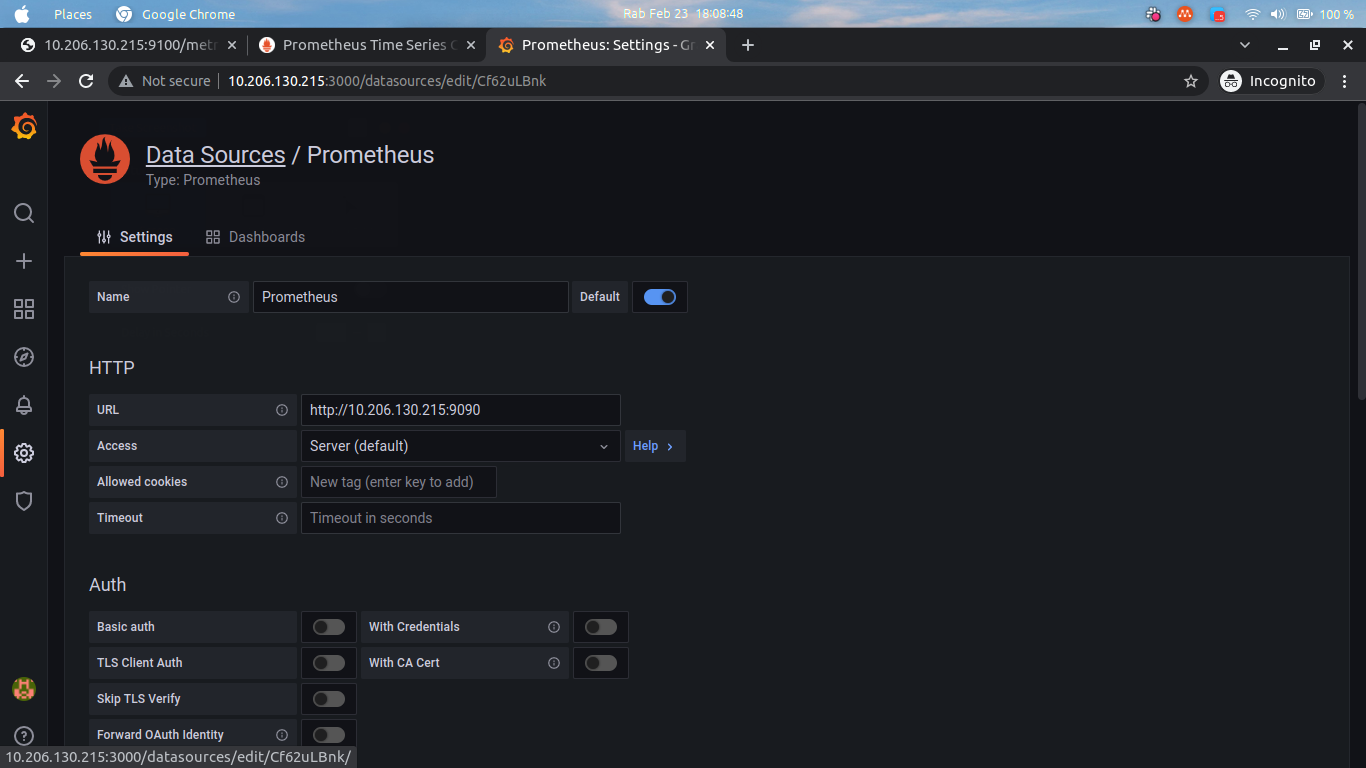 Places Google Chrome Rab Feb 23 18:08:48 100 %
10.206.130.215:9100/metr Prometheus Time Series C Prometheus: Settings - Gr
Not secure 10.206.130.215:3000/datasources/edit/Cf62uLBnk Incognito
Data Sources / Prometheus
Type: Prometheus
Settings Dashboards
Name Prometheus Default
HTTP
URL http://10.206.130.215:9090
Access Server (default) Help
Allowed cookies New tag (enter key to add)
Timeout Timeout in seconds
Auth
Basic auth With Credentials
TLS Client Auth With CA Cert
Skip TLS Verify
Forward OAuth Identity
10.206.130.215:3000/datasources/edit/Cf62uLBnk/